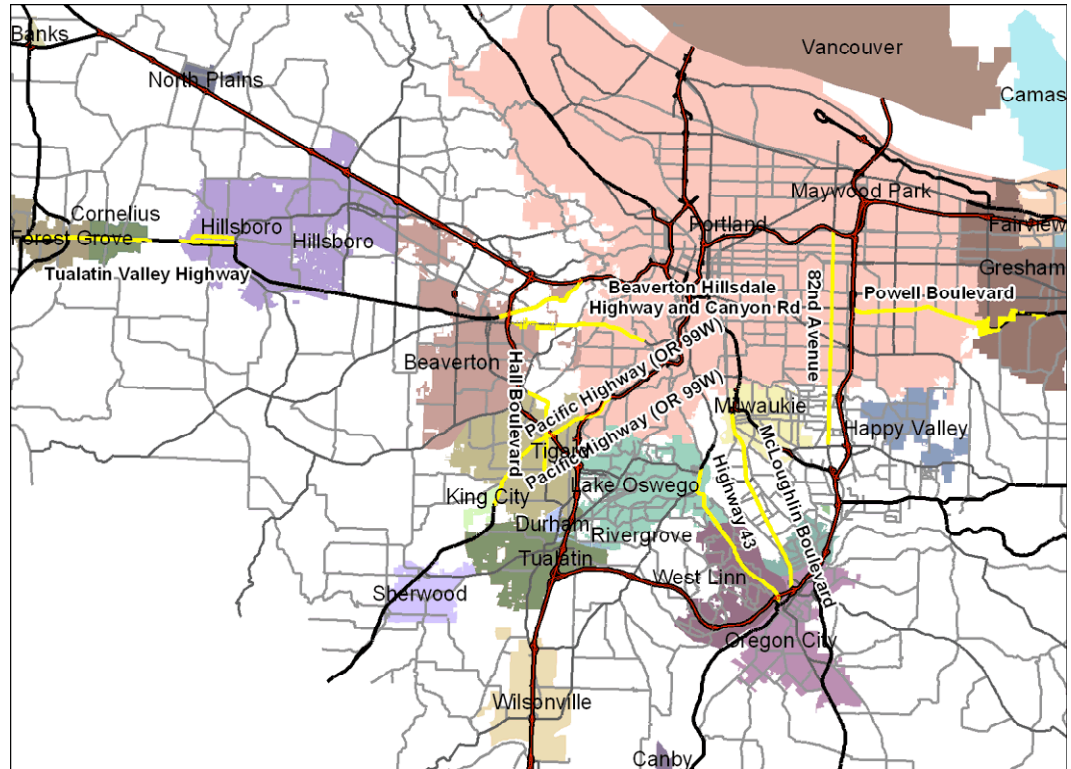 Banks
Vancouver
North Plains
Camas
Maywood Park
Cornelius
Hillsboro
Portland
Fairview
Forest Grove
Hillsboro
Gresham
Tualatin Valley Highway
Beaverton Hillsdale
Highway and Canyon Rd
82nd Avenue
Powell Boulevard
Beaverton
Hall Boulevard
Pacific Highway (OR 99W)
Pacific Highway (OR 99W)
Milwaukie
McLoughlin Boulevard
Happy Valley
Tigard
King City
Lake Oswego
Highway 43
Durham
Rivergrove
Tualatin
West Linn
Sherwood
Oregon City
Wilsonville
Canby